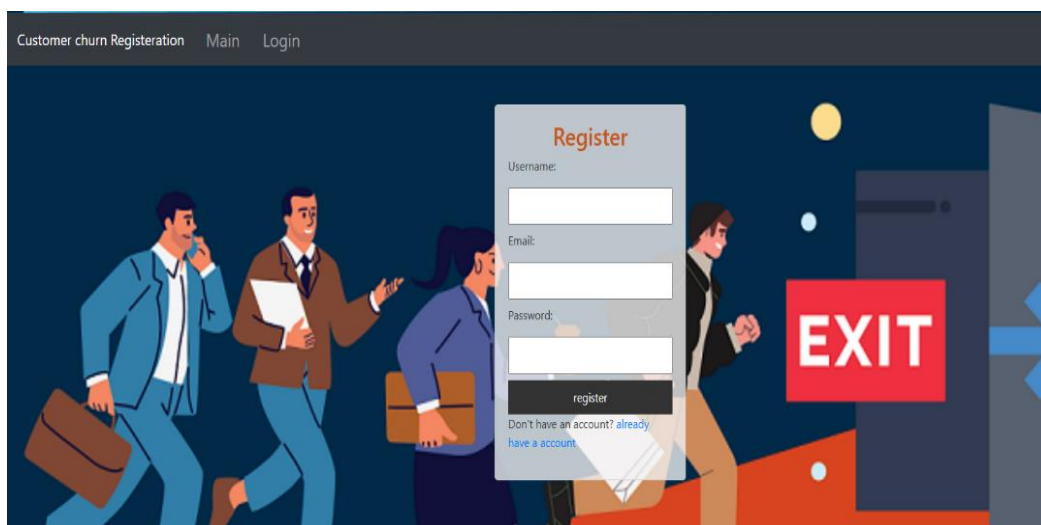 Customer churn Registeration Main Login
Register
Username:
Email:
Password:
register
Don't have an account? already
have a account
EXIT